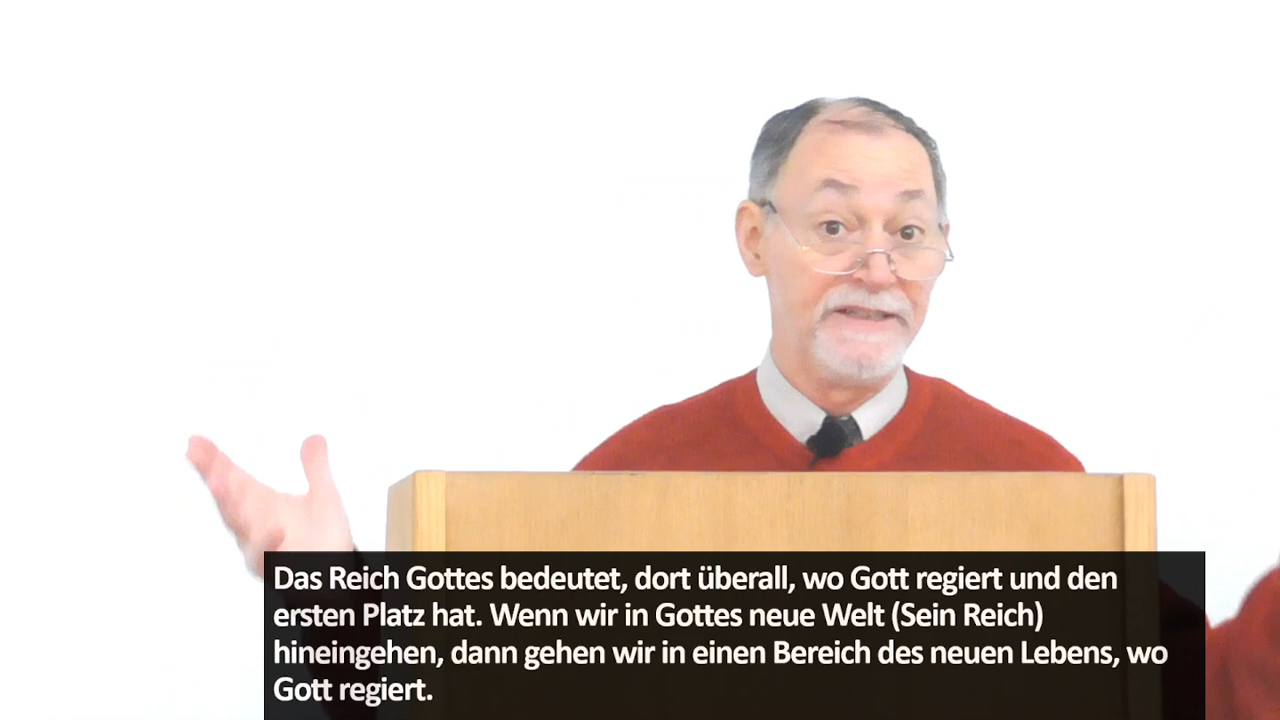 Das Reich Gottes bedeutet, dort überall, wo Gott regiert und den
ersten Platz hat. Wenn wir in Gottes neue Welt (Sein Reich)
hineingehen, dann gehen wir in einen Bereich des neuen Lebens, wo
Gott regiert.